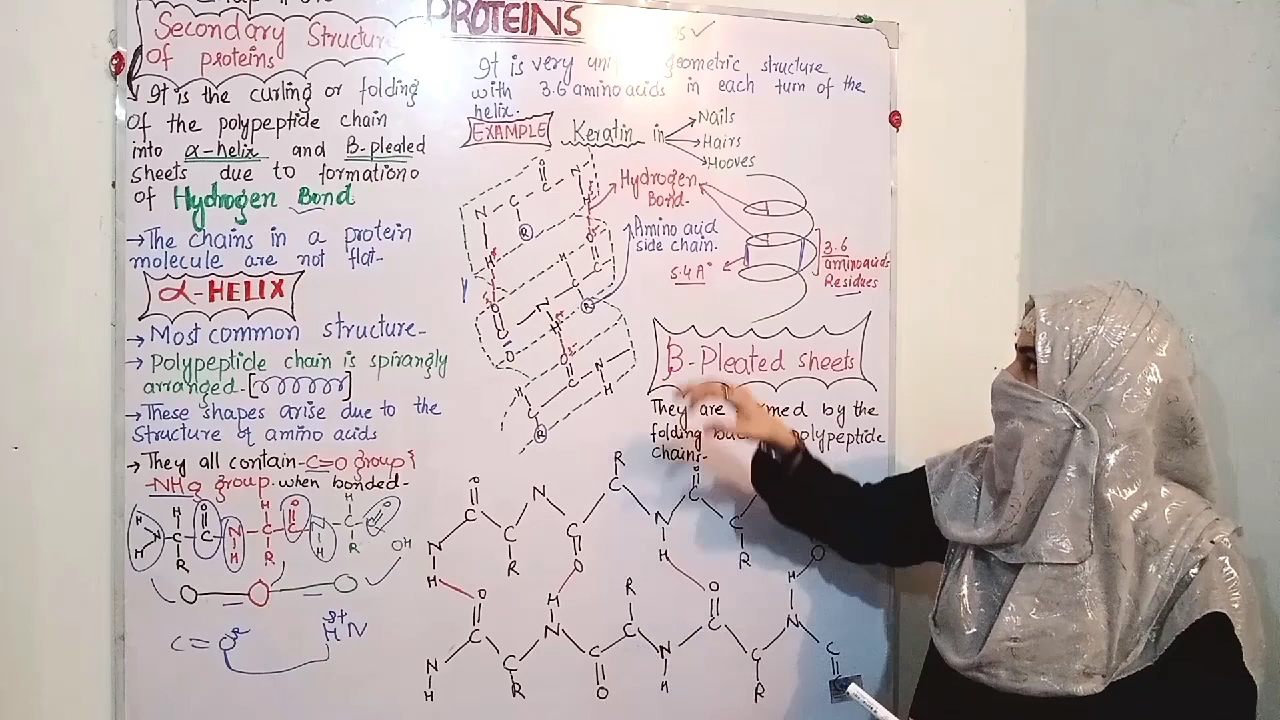 PROTEINS
Secondary Structure
of proteins
It is the curling or folding
of the polypeptide chain
into α-helix and B-pleated
sheets due to formationo
of Hydrogen Bond
→The chains in a protein
molecule are not flat-
α-HELIX
→ Most common structure-
→ Polypeptide chain is spirangly
arranged-
→These shapes arise due to the
structure of amino acids
→ They all contain-C=O group &
-NH2 group when bonded-
It is very geometric structure
with 3.6 amino acids in each turn of the
helix.
EXAMPLE Keratin in
Nails
Hairs
Hooves
Hydrogen
Bond-
Amino acid
side chain.
5.4 A°
3.6
aminoacids
Residues
B-Pleated sheets
They are by the
folding polypeptide
chains-